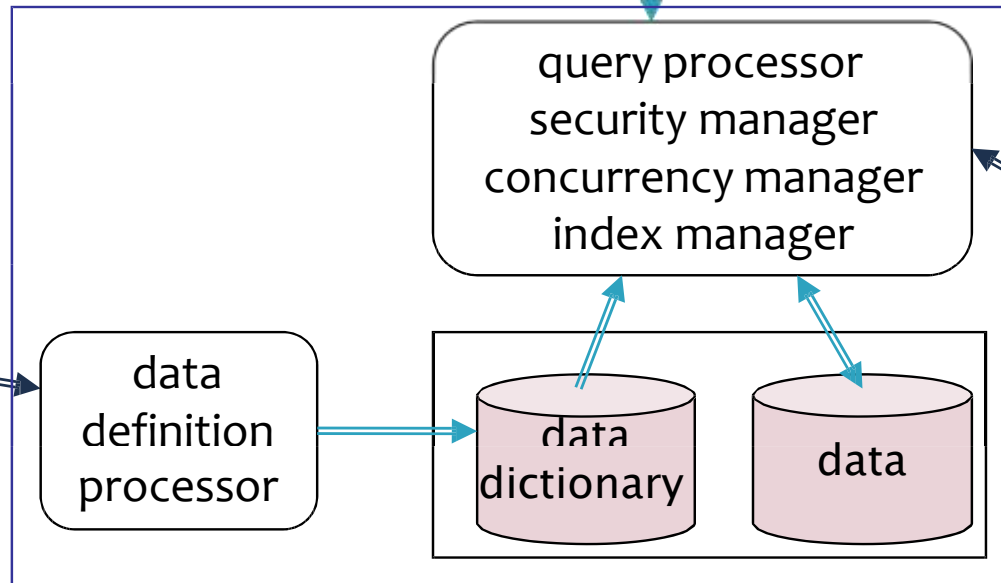 query processor
security manager
concurrency manager
index manager
data
definition
processor
data
dictionary
data